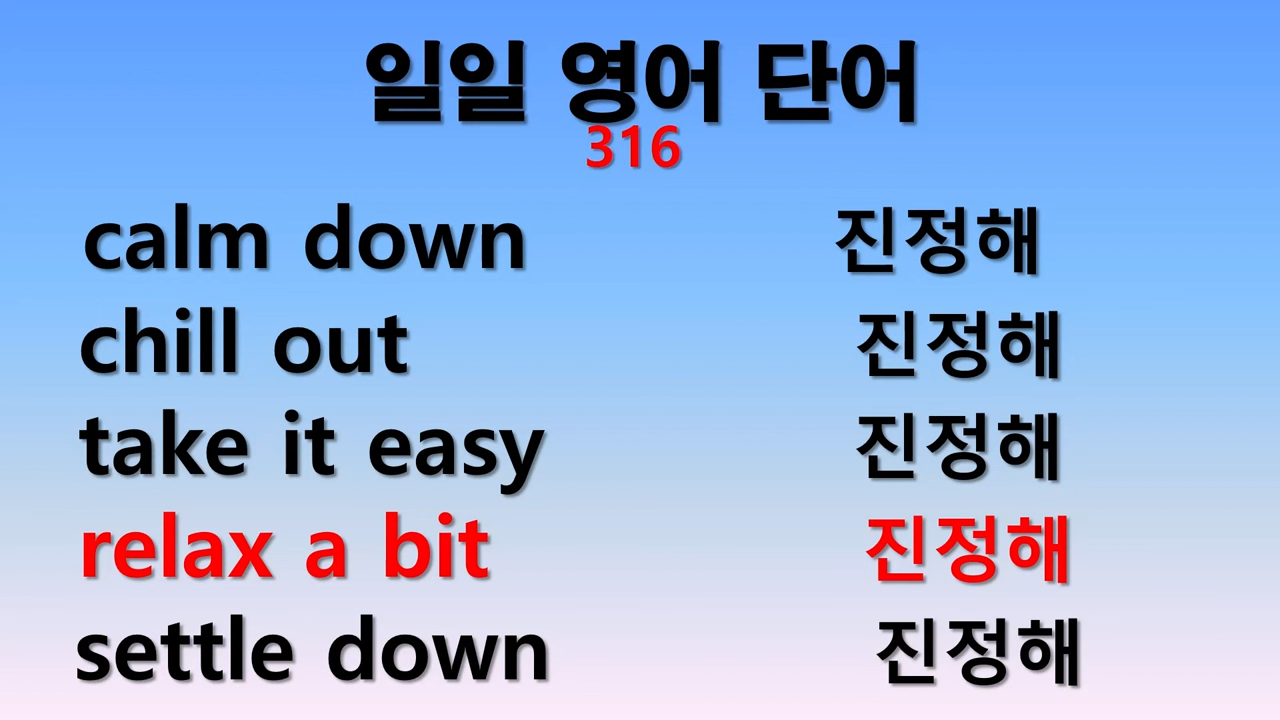 일일 영어 단어
316
calm down 진정해
chill out 진정해
take it easy 진정해
relax a bit 진정해
settle down 진정해